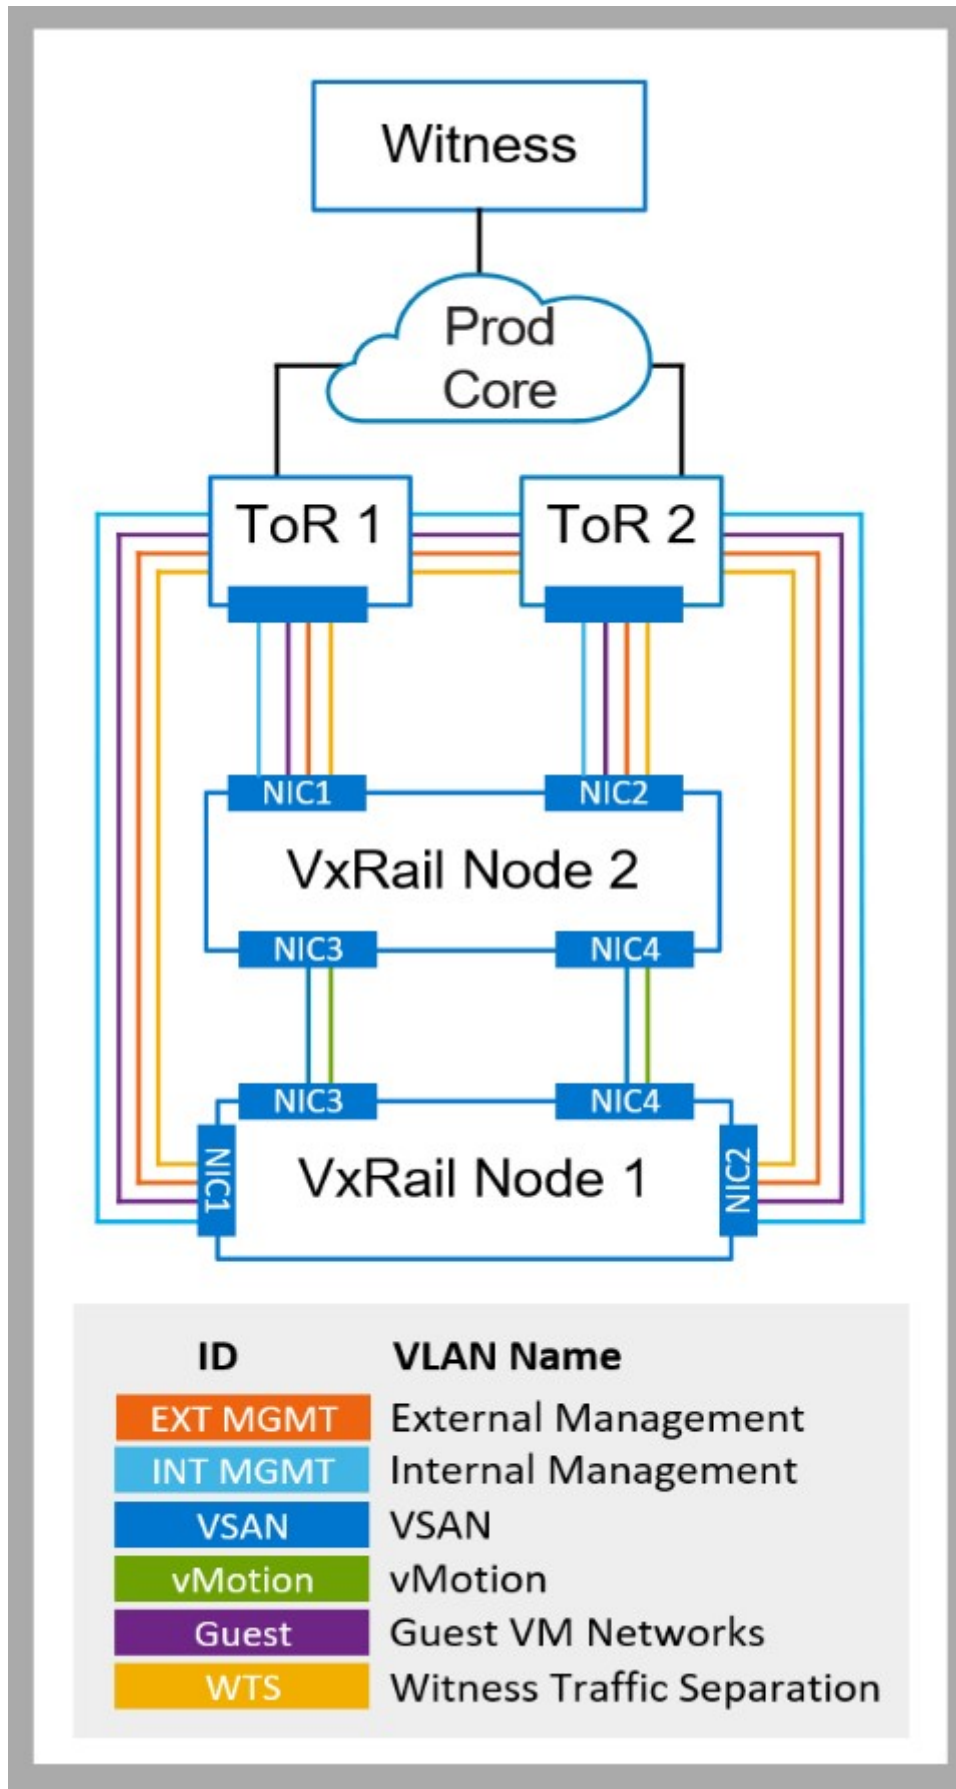 Witness
Prod
Core
ToR 1
ToR 2
NIC1
NIC2
VxRail Node 2
NIC3
NIC4
NIC3
NIC4
NIC1
VxRail Node 1
NIC2
ID VLAN Name
EXT MGMT External Management
INT MGMT Internal Management
VSAN VSAN
vMotion vMotion
Guest Guest VM Networks
WTS Witness Traffic Separation